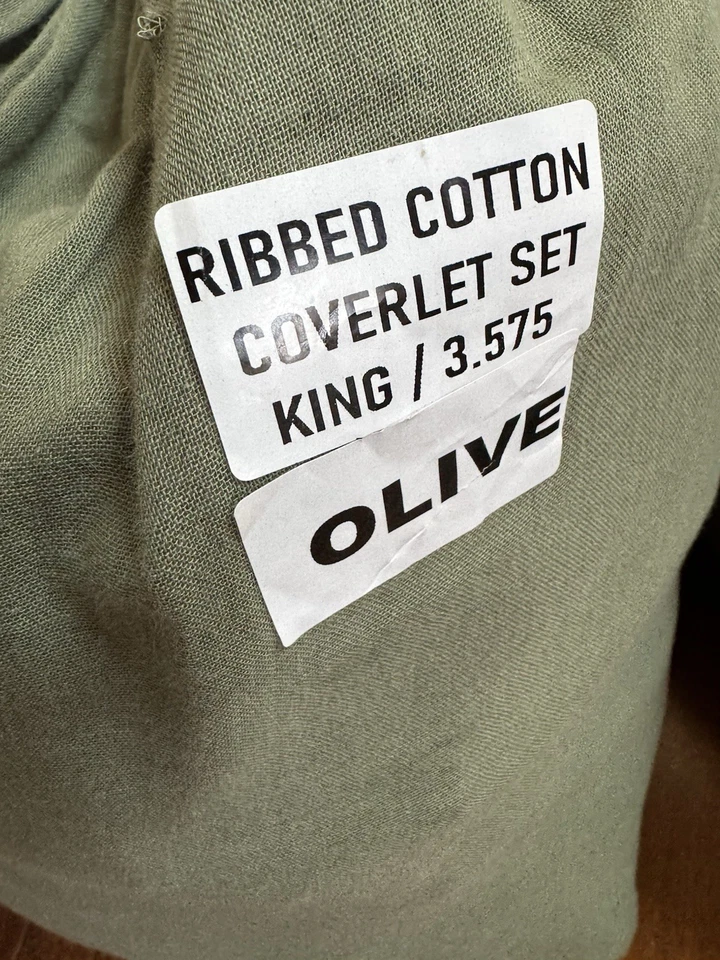 RIBBED COTTON
COVERLET SET
KING / 3.575
OLIVE